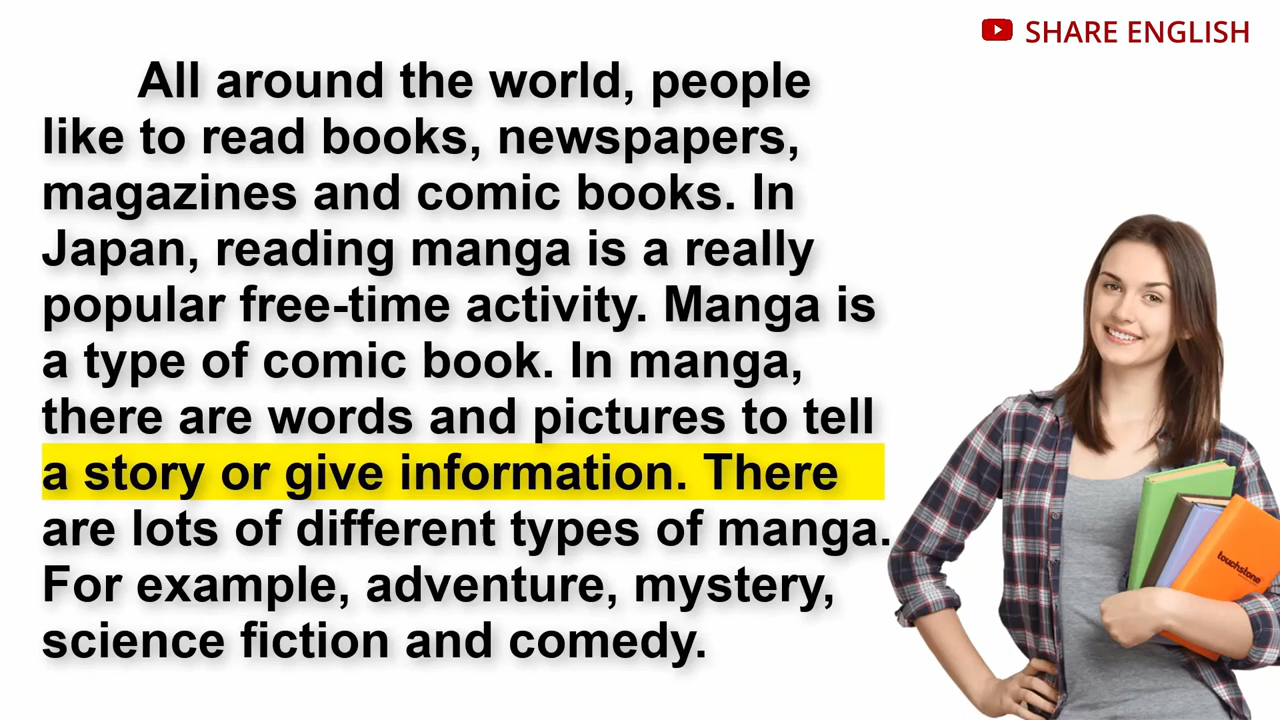 SHARE ENGLISH
All around the world, people
like to read books, newspapers,
magazines and comic books. In
Japan, reading manga is a really
popular free-time activity. Manga is
a type of comic book. In manga,
there are words and pictures to tell
a story or give information. There
are lots of different types of manga.
For example, adventure, mystery,
science fiction and comedy.
touchstone